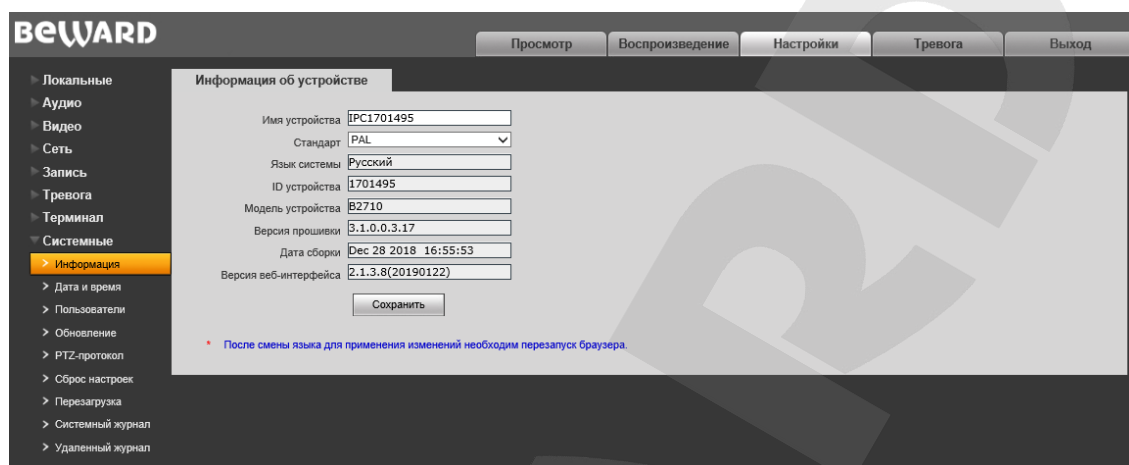 BEWARD
Просмотр Воспроизведение Настройки Тревога Выход
Локальные
Аудио
Видео
Сеть
Запись
Тревога
Терминал
Системные
Информация
Дата и время
Пользователи
Обновление
PTZ-протокол
Сброс настроек
Перезагрузка
Системный журнал
Удаленный журнал
Информация об устройстве
Имя устройства IPC1701495
Стандарт PAL
Язык системы Русский
ID устройства 1701495
Модель устройства B2710
Версия прошивки 3.1.0.0.3.17
Дата сборки Dec 28 2018 16:55:53
Версия веб-интерфейса 2.1.3.8(20190122)
Сохранить
* После смены языка для применения изменений необходим перезапуск браузера.